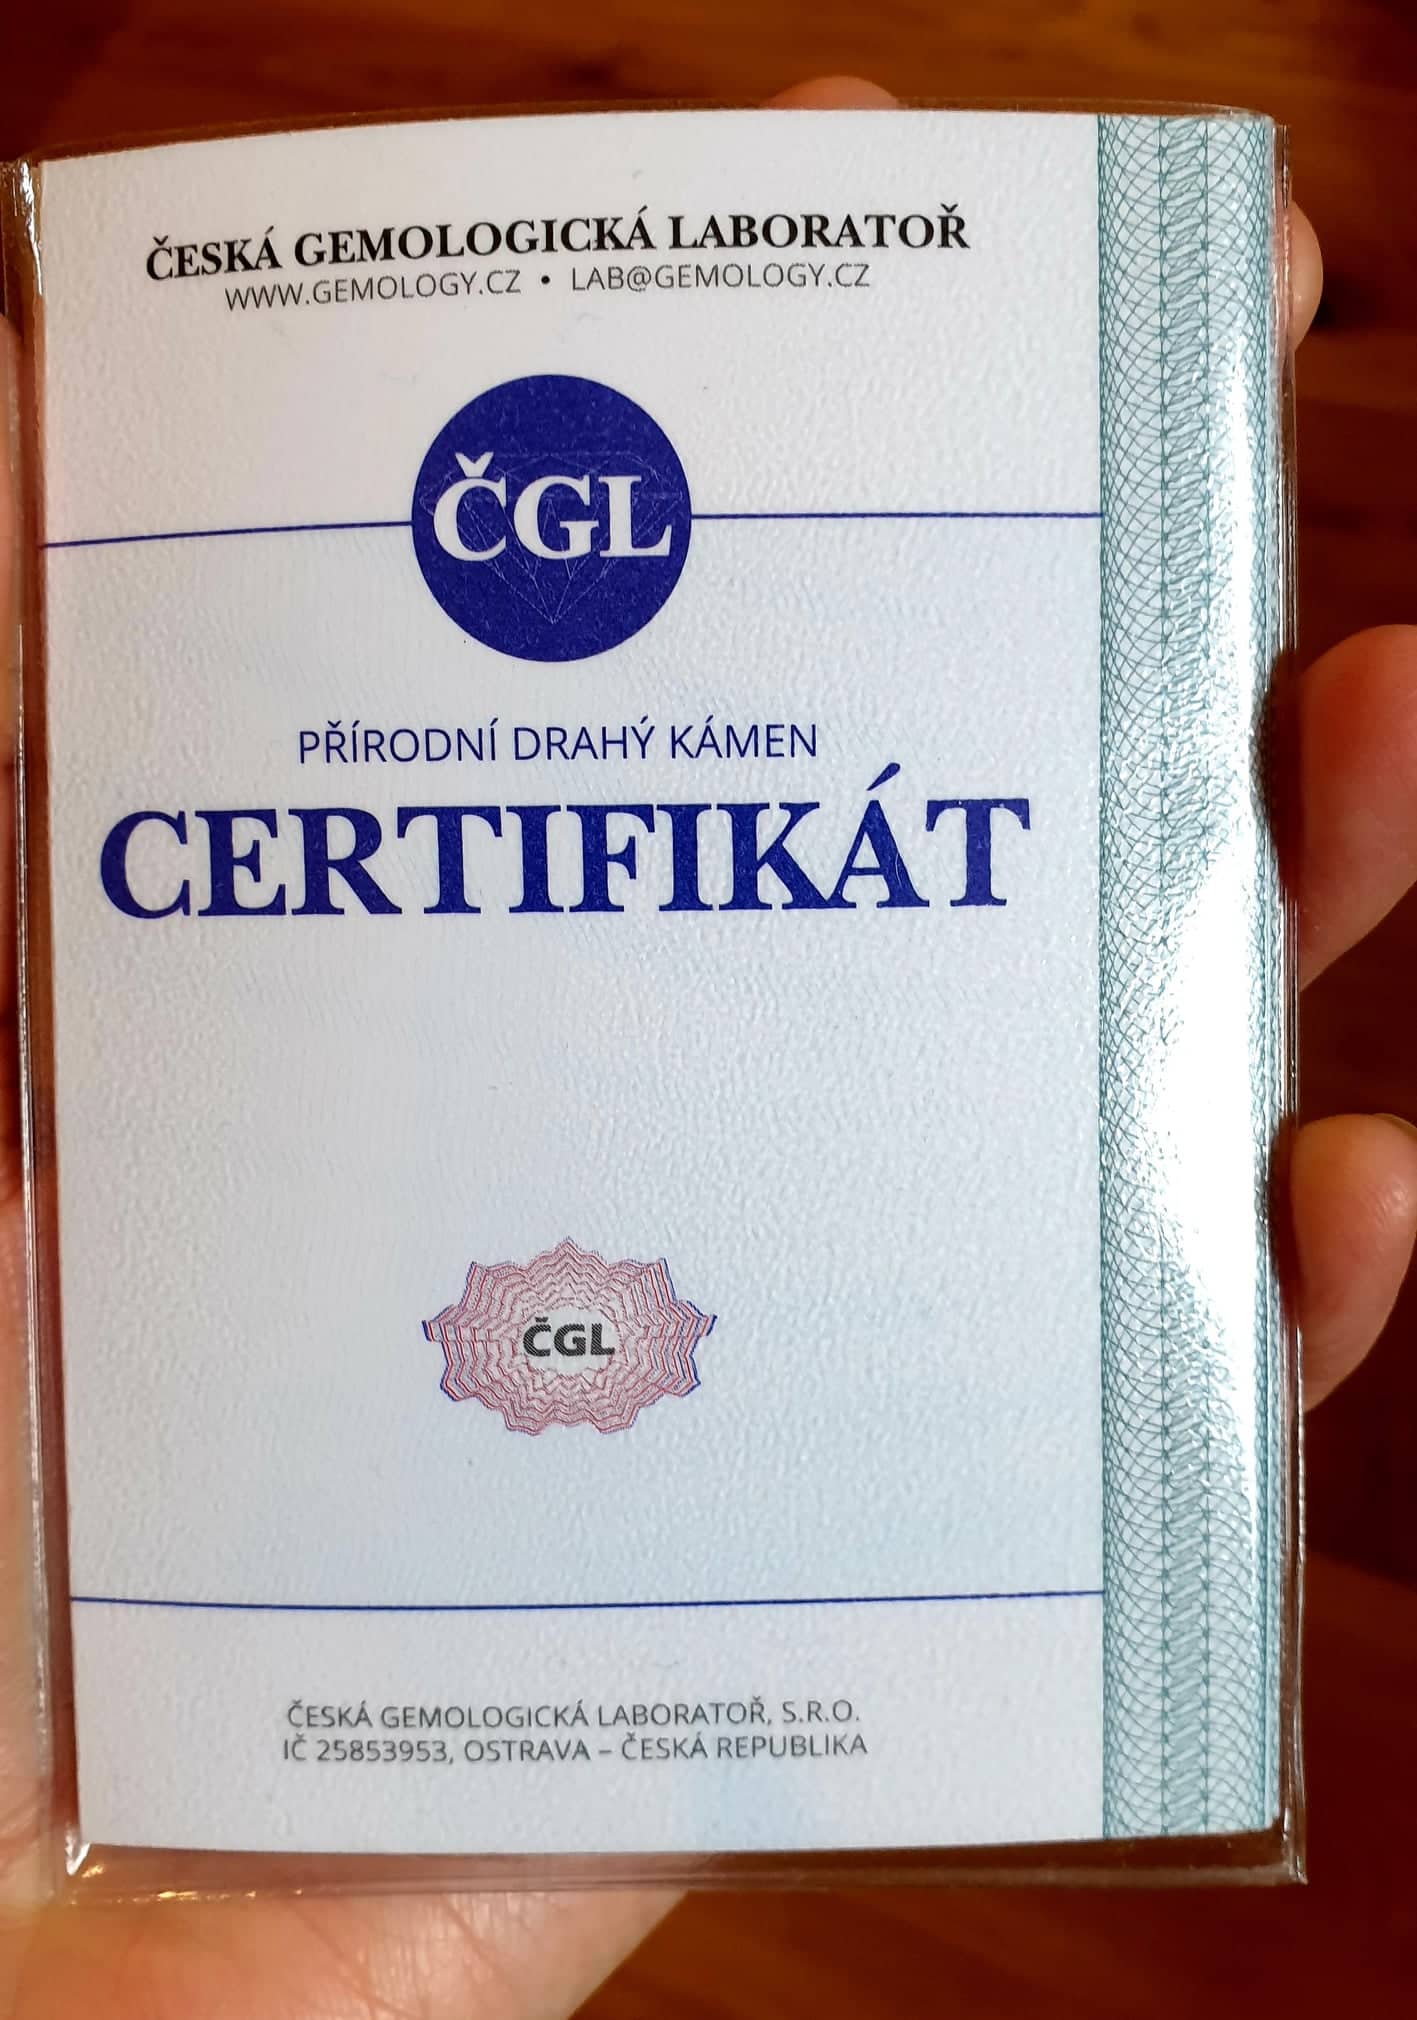 ČESKÁ GEMOLOGICKÁ LABORATOŘ
WWW.GEMOLOGY.CZ • LAB@GEMOLOGY.CZ
ČGL
PŘÍRODNÍ DRAHÝ KÁMEN
CERTIFIKÁT
ČGL
ČESKÁ GEMOLOGICKÁ LABORATOŘ, S.R.O.
IČ 25853953, OSTRAVA – ČESKÁ REPUBLIKA